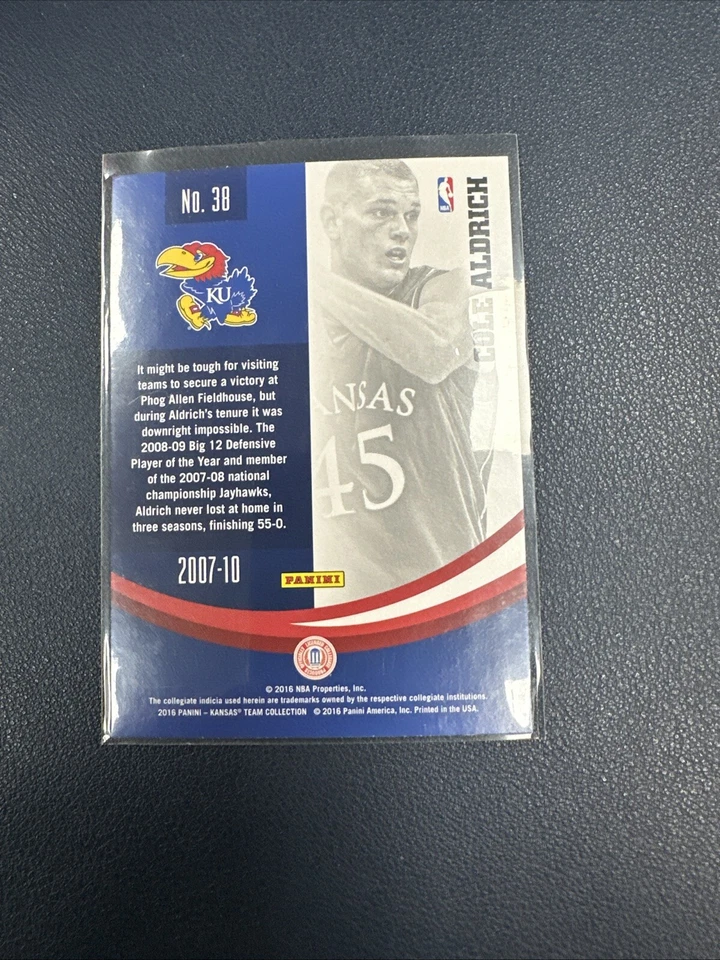 No. 38
KU
NBA
COLE ALDRICH
It might be tough for visiting
teams to secure a victory at
Phog Allen Fieldhouse, but
during Aldrich's tenure it was
downright impossible. The
2008-09 Big 12 Defensive
Player of the Year and member
of the 2007-08 national
championship Jayhawks,
Aldrich never lost at home in
three seasons, finishing 55-0.
ANSAS
45
2007-10
PANINI
© 2016 NBA Properties, Inc.
The collegiate indicia used herein are trademarks owned by the respective collegiate institutions.
2016 PANINI – KANSAS® TEAM COLLECTION © 2016 Panini America, Inc. Printed in the USA.